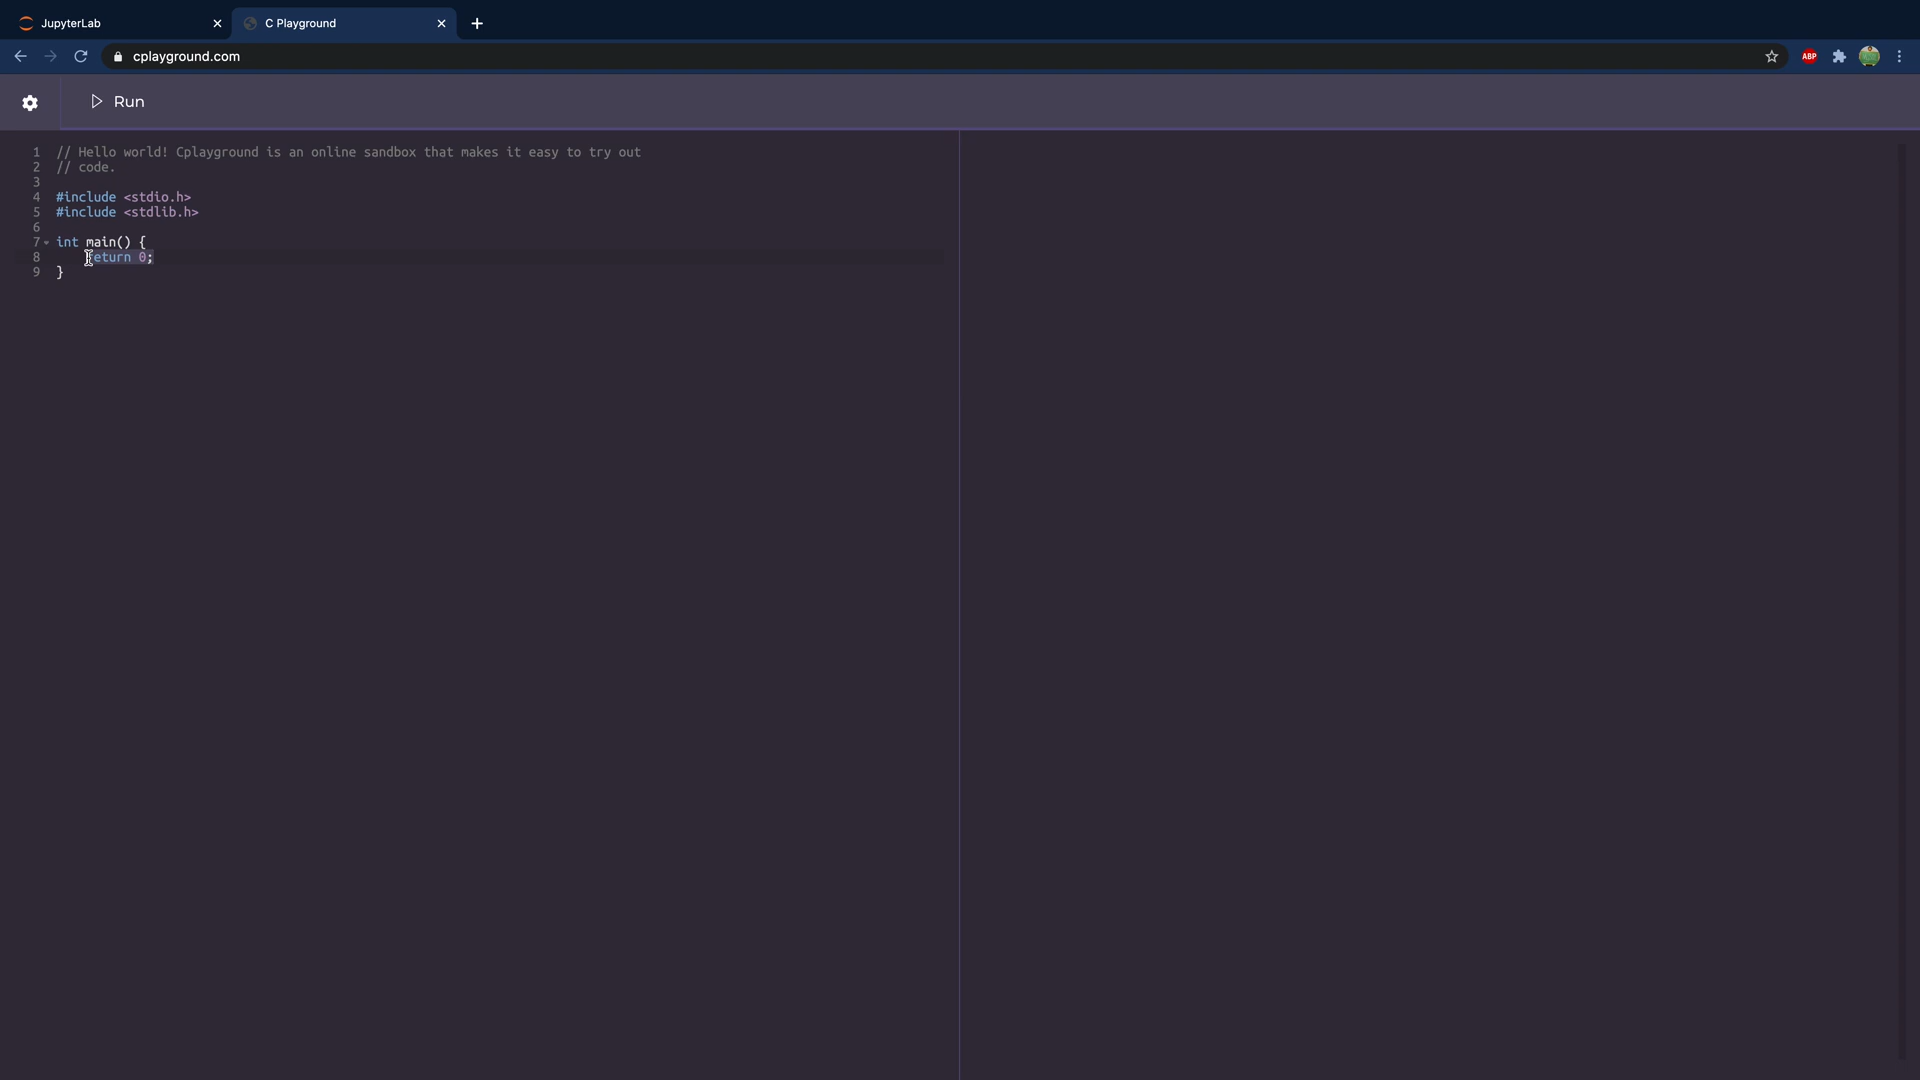 JupyterLab
C Playground
cplayground.com
ABP
Run
1 // Hello world! Cplayground is an online sandbox that makes it easy to try out
2 // code.
3
4 #include <stdio.h>
5 #include <stdlib.h>
6
7 int main() {
8 return 0;
9 }